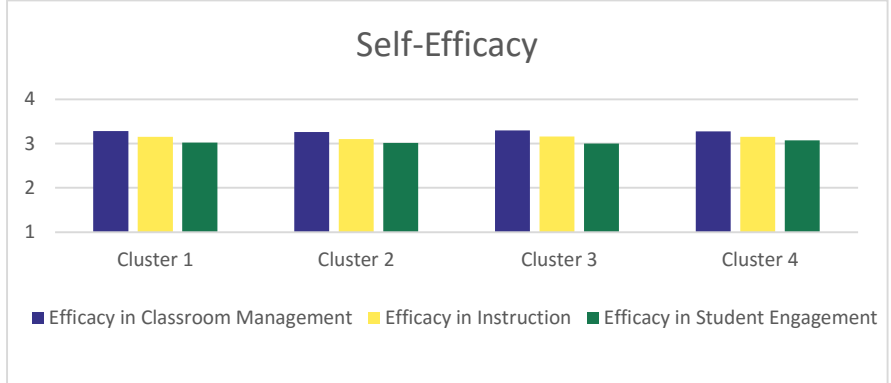 Self-Efficacy
4
3
2
1
Cluster 1 Cluster 2 Cluster 3 Cluster 4
Efficacy in Classroom Management Efficacy in Instruction Efficacy in Student Engagement